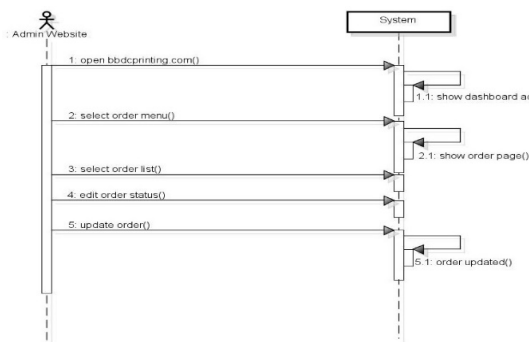 System
: Admin Website
1: open bbdcprinting.com()
1.1: show dashboard
2: select order menu()
2.1: show order page()
3: select order list()
4: edit order status()
5: update order()
5.1: order updated()